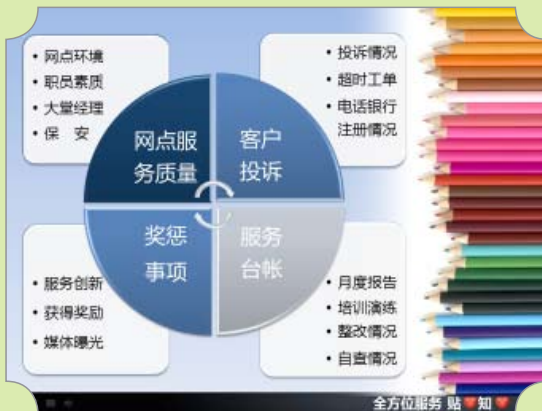 网点环境
职员素质
大堂经理
保 安
投诉情况
超时工单
电话银行
注册情况
网点服
务质量
客户
投诉
奖惩
事项
服务
台帐
服务创新
获得奖励
媒体曝光
月度报告
培训演练
整改情况
自查情况
全方位服务 贴❤知❤